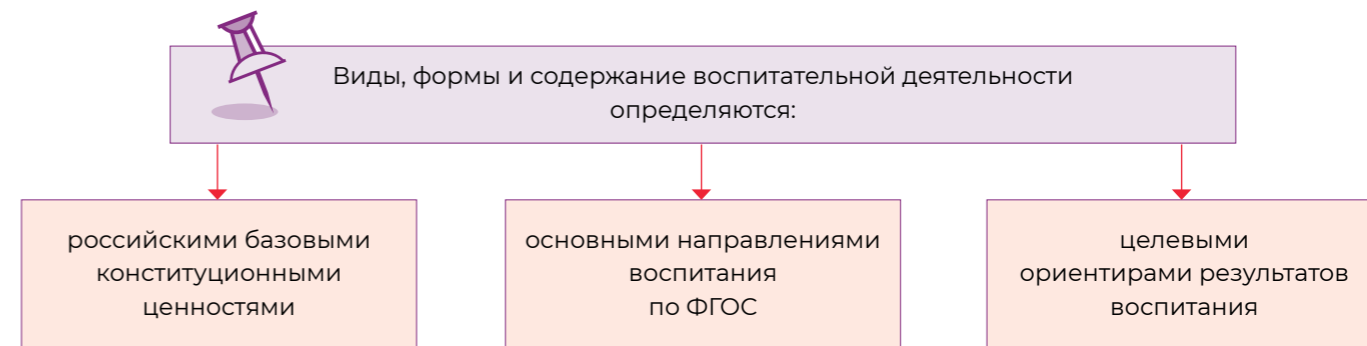 Виды, формы и содержание воспитательной деятельности
определяются:
российскими базовыми
конституционными
ценностями
основными направлениями
воспитания
по ФГОС
целевыми
ориентирами результатов
воспитания